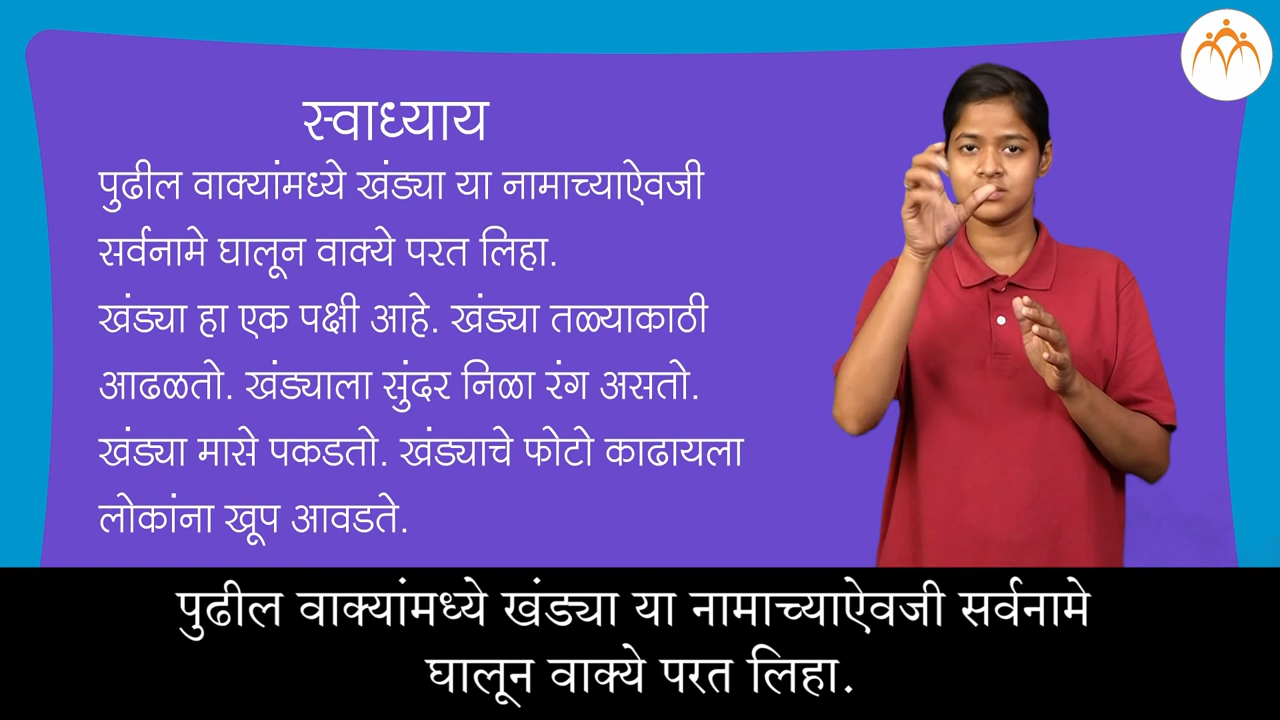 स्वाध्याय
पुढील वाक्यांमध्ये खंड्या या नामाच्याऐवजी
सर्वनामे घालून वाक्ये परत लिहा.
खंड्या हा एक पक्षी आहे. खंड्या तळ्याकाठी
आढळतो. खंड्याला सुंदर निळा रंग असतो.
खंड्या मासे पकडतो. खंड्याचे फोटो काढायला
लोकांना खूप आवडते.
पुढील वाक्यांमध्ये खंड्या या नामाच्याऐवजी सर्वनामे
घालून वाक्ये परत लिहा.